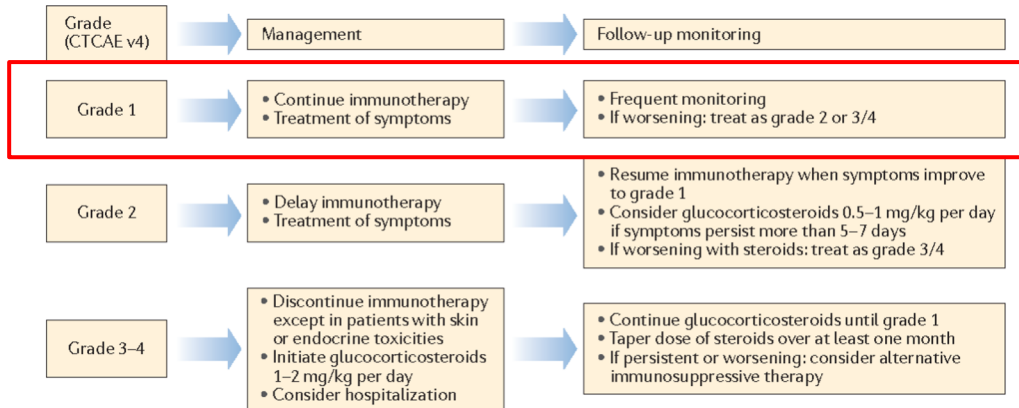 Grade
(CTCAE v4)
Management
Follow-up monitoring
Grade 1
• Continue immunotherapy
• Treatment of symptoms
• Frequent monitoring
• If worsening: treat as grade 2 or 3/4
Grade 2
• Delay immunotherapy
• Treatment of symptoms
• Resume immunotherapy when symptoms improve
to grade 1
• Consider glucocorticosteroids 0.5–1 mg/kg per day
if symptoms persist more than 5–7 days
• If worsening with steroids: treat as grade 3/4
Grade 3–4
• Discontinue immunotherapy
except in patients with skin
or endocrine toxicities
• Initiate glucocorticosteroids
1–2 mg/kg per day
• Consider hospitalization
• Continue glucocorticosteroids until grade 1
• Taper dose of steroids over at least one month
• If persistent or worsening: consider alternative
immunosuppressive therapy